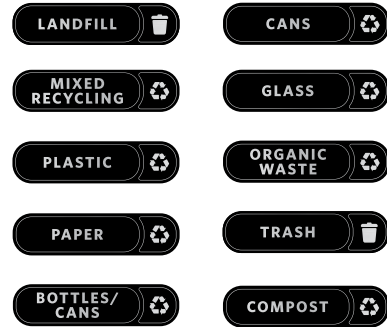 LANDFILL
CANS
MIXED
RECYCLING
GLASS
PLASTIC
ORGANIC
WASTE
PAPER
TRASH
BOTTLES/
CANS
COMPOST